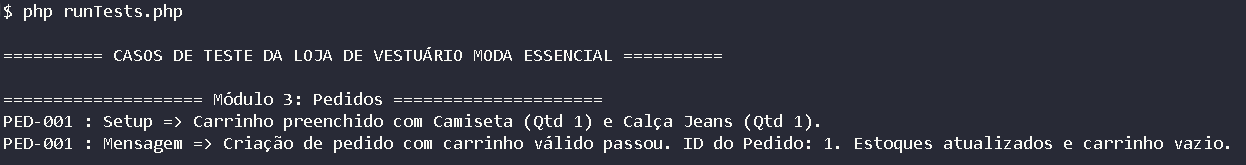 $ php runTests.php
========== CASOS DE TESTE DA LOJA DE VESTUÁRIO MODA ESSENCIAL ==========
==================== Módulo 3: Pedidos =====================
PED-001 : Setup => Carrinho preenchido com Camiseta (Qtd 1) e Calça Jeans (Qtd 1).
PED-001 : Mensagem => Criação de pedido com carrinho válido passou. ID do Pedido: 1. Estoques atualizados e carrinho vazio.